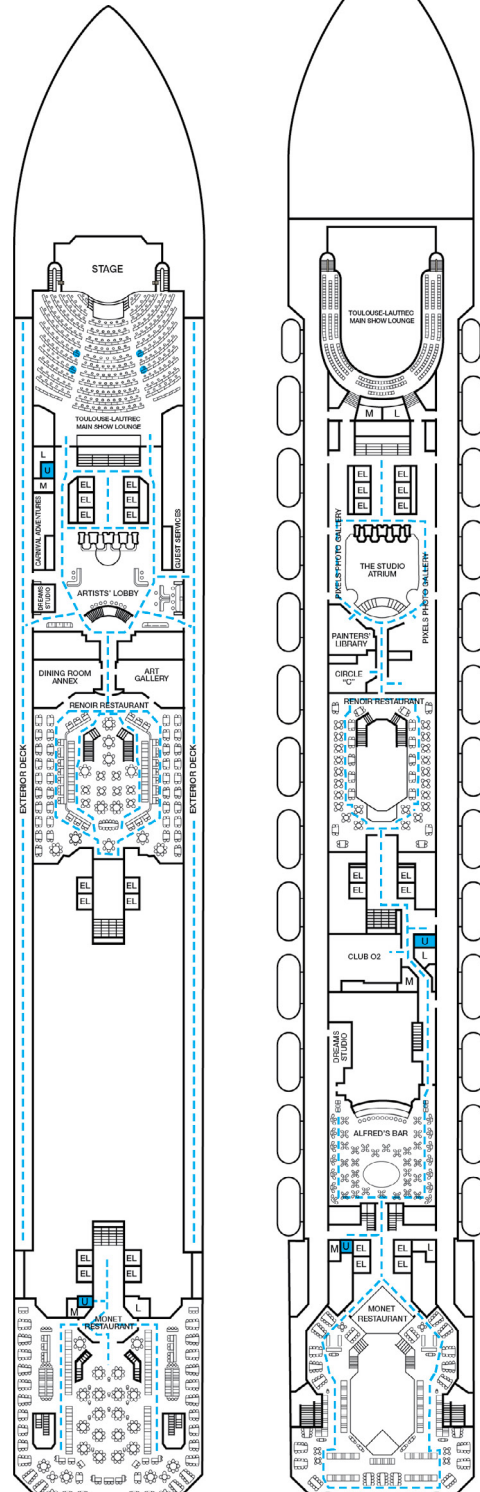 STAGE
TOULOUSE-LAUTREC
MAIN SHOW LOUNGE
L
U
M
EL
EL
EL
EL
EL
EL
CARNIVAL ADVENTURES
GUEST SERVICES
DREAMS
STUDIO
ARTISTS' LOBBY
DINING ROOM
ANNEX
ART
GALLERY
RENOIR RESTAURANT
EXTERIOR DECK
EXTERIOR DECK
EL
EL
EL
EL
EL
EL
EL
EL
U
M
L
MONET
RESTAURANT
TOULOUSE-LAUTREC
MAIN SHOW LOUNGE
M
L
EL
EL
EL
EL
EL
EL
PIXELS PHOTO GALLERY
PIXELS PHOTO GALLERY
THE STUDIO
ATRIUM
PAINTERS'
LIBRARY
CIRCLE
"C"
RENOIR RESTAURANT
EL
EL
EL
EL
U
CLUB O2
L
M
DREAMS
STUDIO
ALFRED'S BAR
M
U
EL
EL
L
EL
EL
MONET
RESTAURANT